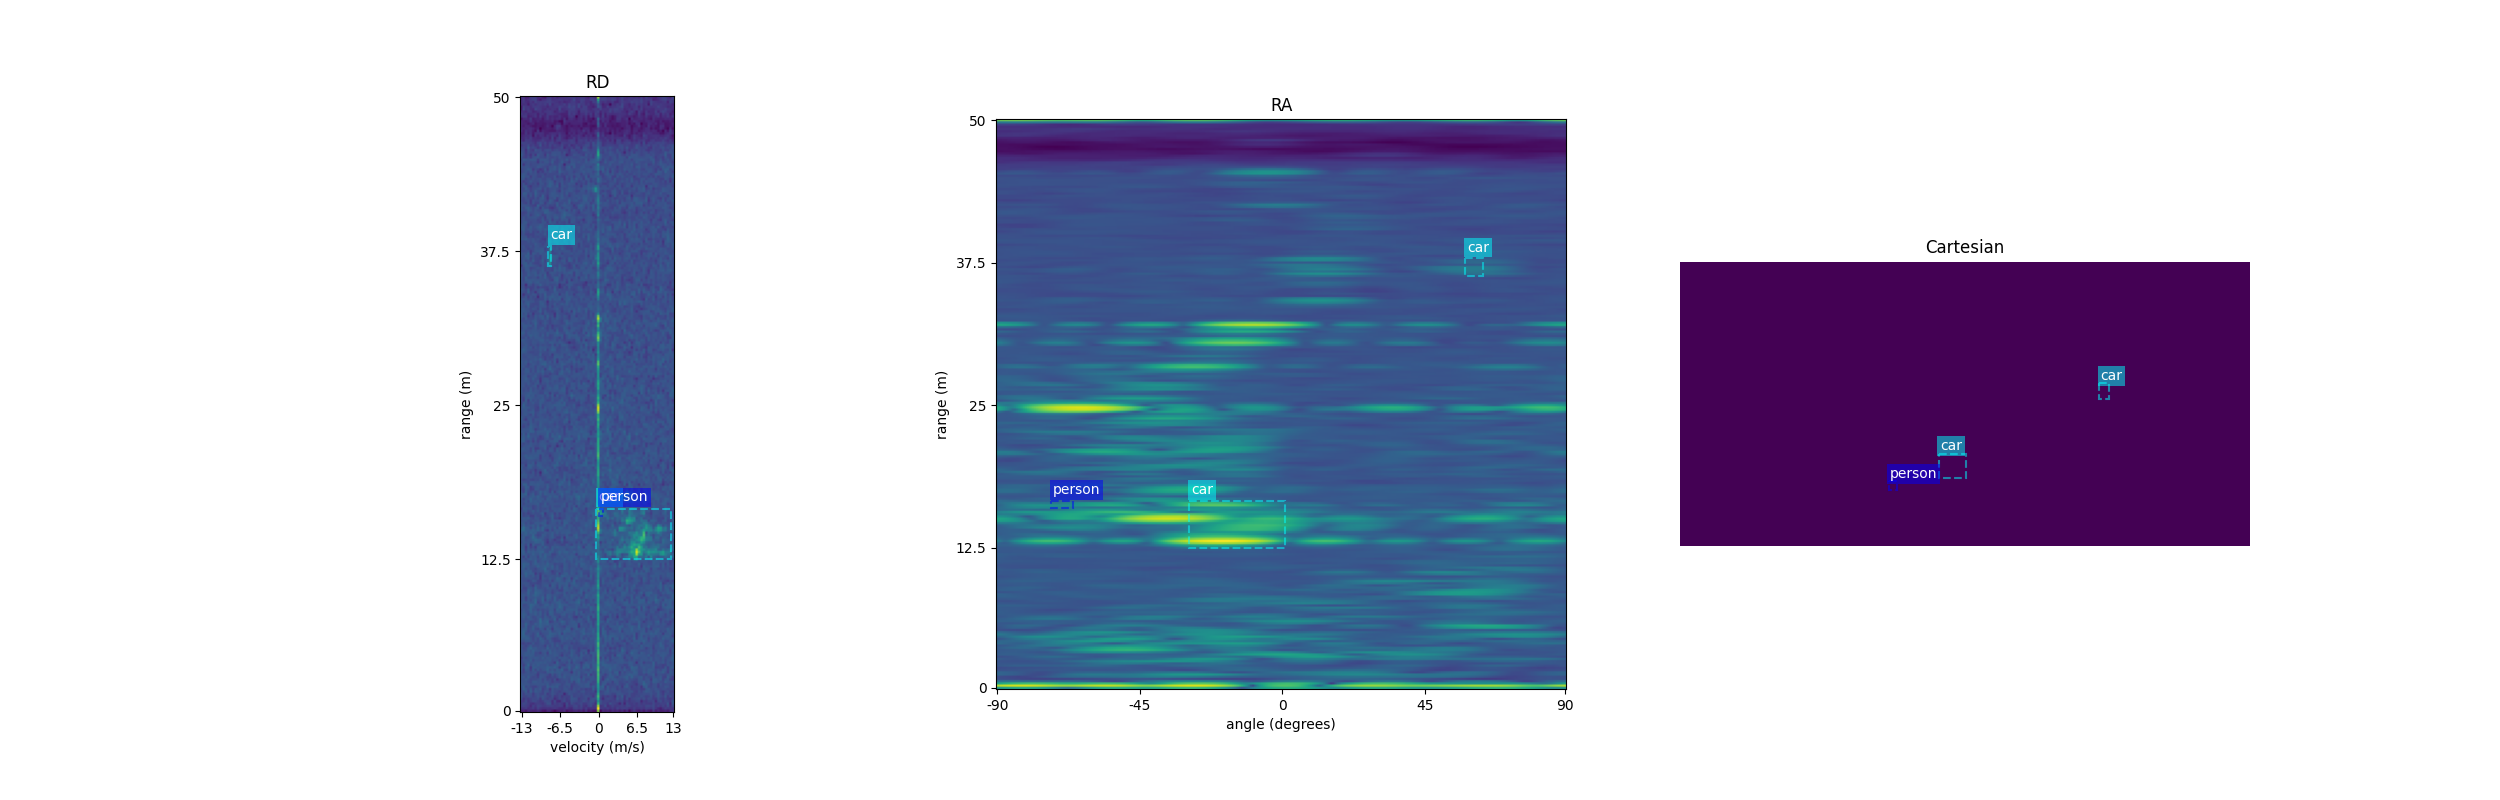 RD
50
37.5
25
12.5
0
range (m)
-13
-6.5
0
6.5
13
velocity (m/s)
car
person
RA
50
37.5
25
12.5
0
range (m)
-90
-45
0
45
90
angle (degrees)
car
person
car
Cartesian
car
car
person